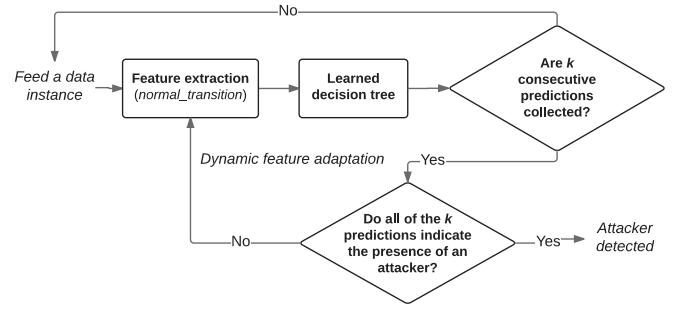 No
Feed a data
instance
Feature extraction
(normal_transition)
Learned
decision tree
Are k
consecutive
predictions
collected?
Dynamic feature adaptation
Yes
Do all of the k
predictions indicate
the presence of an
attacker?
No
Yes
Attacker
detected